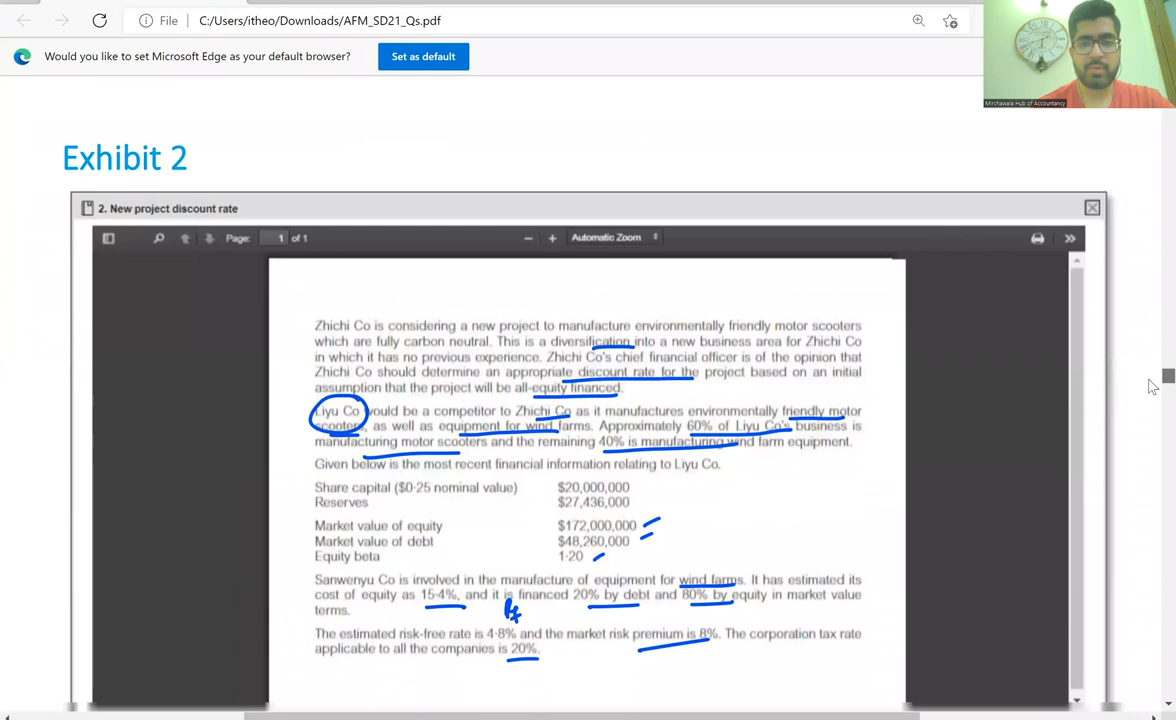 File
C:/Users/itheo/Downloads/AFM_SD21_Qs.pdf
Would you like to set Microsoft Edge as your default browser?
Set as default
Mirchawala Hub of Accountancy
Exhibit 2
2. New project discount rate
Page: 1 of 1
Automatic Zoom
Zhichi Co is considering a new project to manufacture environmentally friendly motor scooters
which are fully carbon neutral. This is a diversification into a new business area for Zhichi Co
in which it has no previous experience. Zhichi Co's chief financial officer is of the opinion that
Zhichi Co should determine an appropriate discount rate for the project based on an initial
assumption that the project will be all-equity financed.
Liyu Co would be a competitor to Zhichi Co as it manufactures environmentally friendly motor
scooters, as well as equipment for wind farms. Approximately 60% of Liyu Co's business is
manufacturing motor scooters and the remaining 40% is manufacturing wind farm equipment.
Given below is the most recent financial information relating to Liyu Co.
Share capital ($0·25 nominal value) $20,000,000
Reserves $27,436,000
Market value of equity $172,000,000
Market value of debt $48,260,000
Equity beta 1·20
Sanwenyu Co is involved in the manufacture of equipment for wind farms. It has estimated its
cost of equity as 15·4%, and it is financed 20% by debt and 80% by equity in market value
terms.
The estimated risk-free rate is 4·8% and the market risk premium is 8%. The corporation tax rate
applicable to all the companies is 20%.